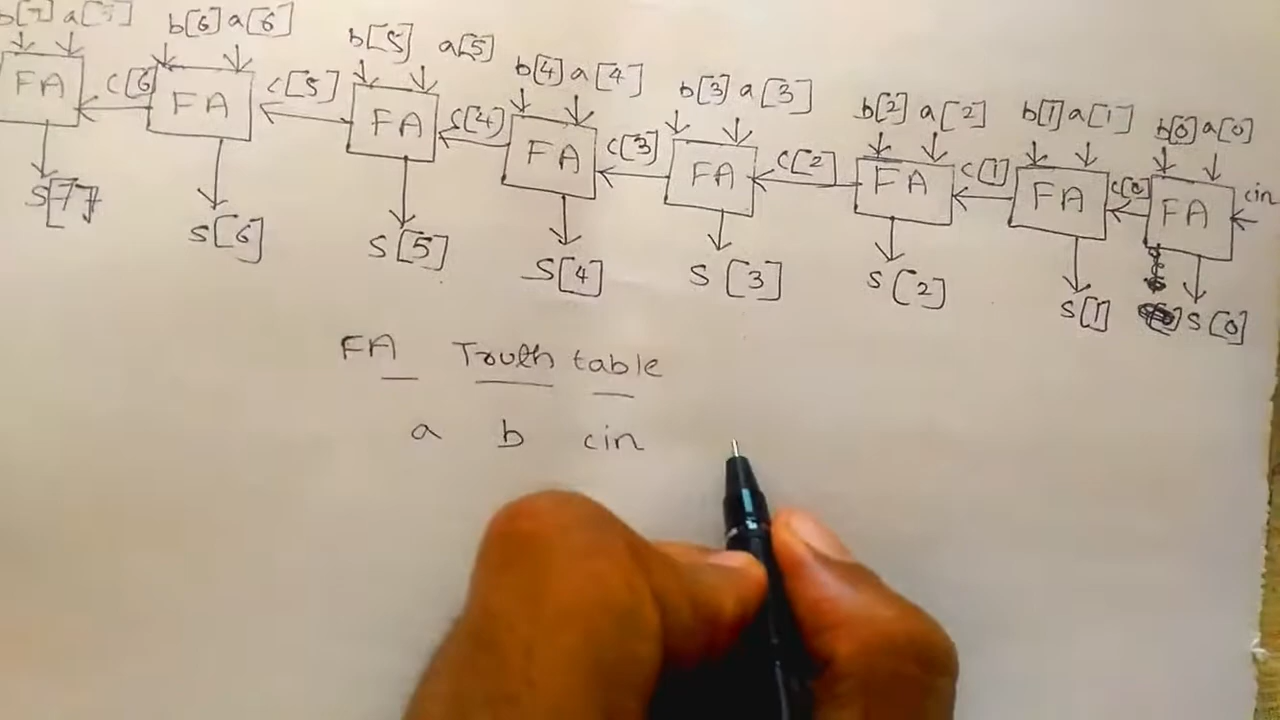 b[7] a[7] b[6] a[6] b[5] a[5] b[4] a[4] b[3] a[3] b[2] a[2] b[1] a[1] b[0] a[0]
FA c[6] FA c[5] FA c[4] FA c[3] FA c[2] FA c[1] FA c[0] FA cin
s[7] s[6] s[5] s[4] s[3] s[2] s[1] s[0]
FA Truth table
a b cin